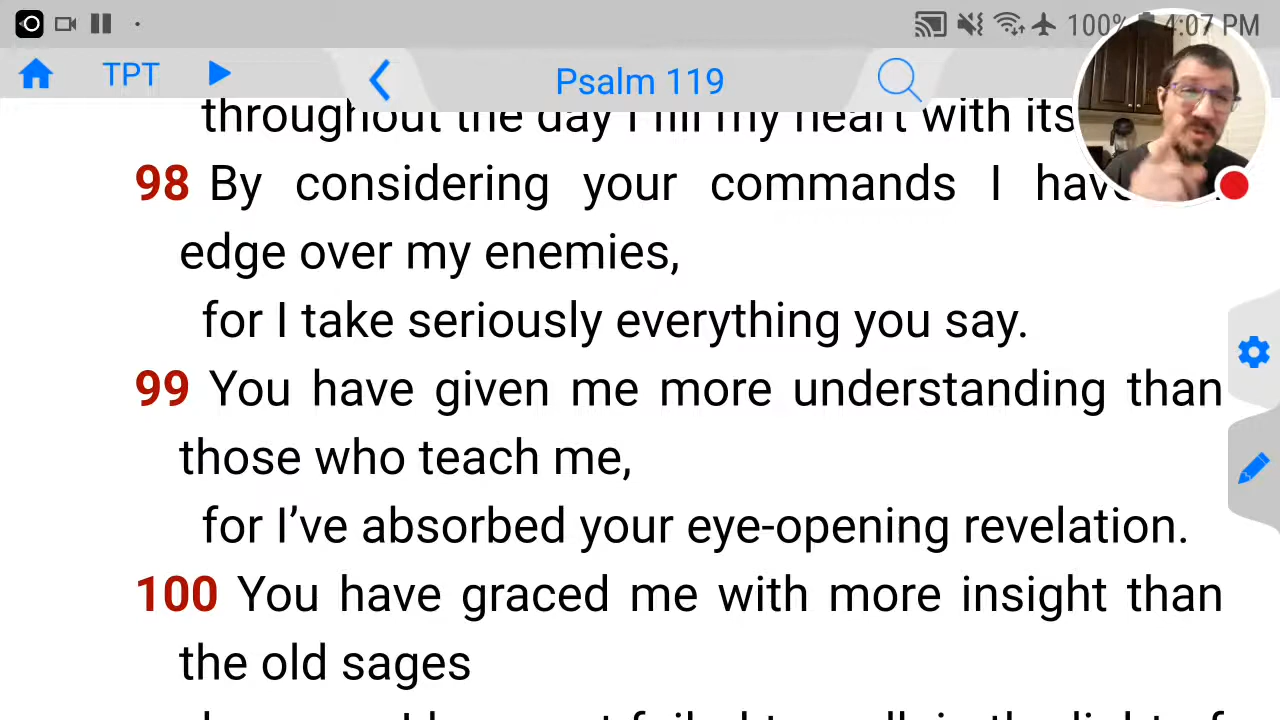 100% 4:07 PM
TPT Psalm 119
throughout the day I fill my heart with its
98 By considering your commands I have
edge over my enemies,
for I take seriously everything you say.
99 You have given me more understanding than
those who teach me,
for I’ve absorbed your eye-opening revelation.
100 You have graced me with more insight than
the old sages